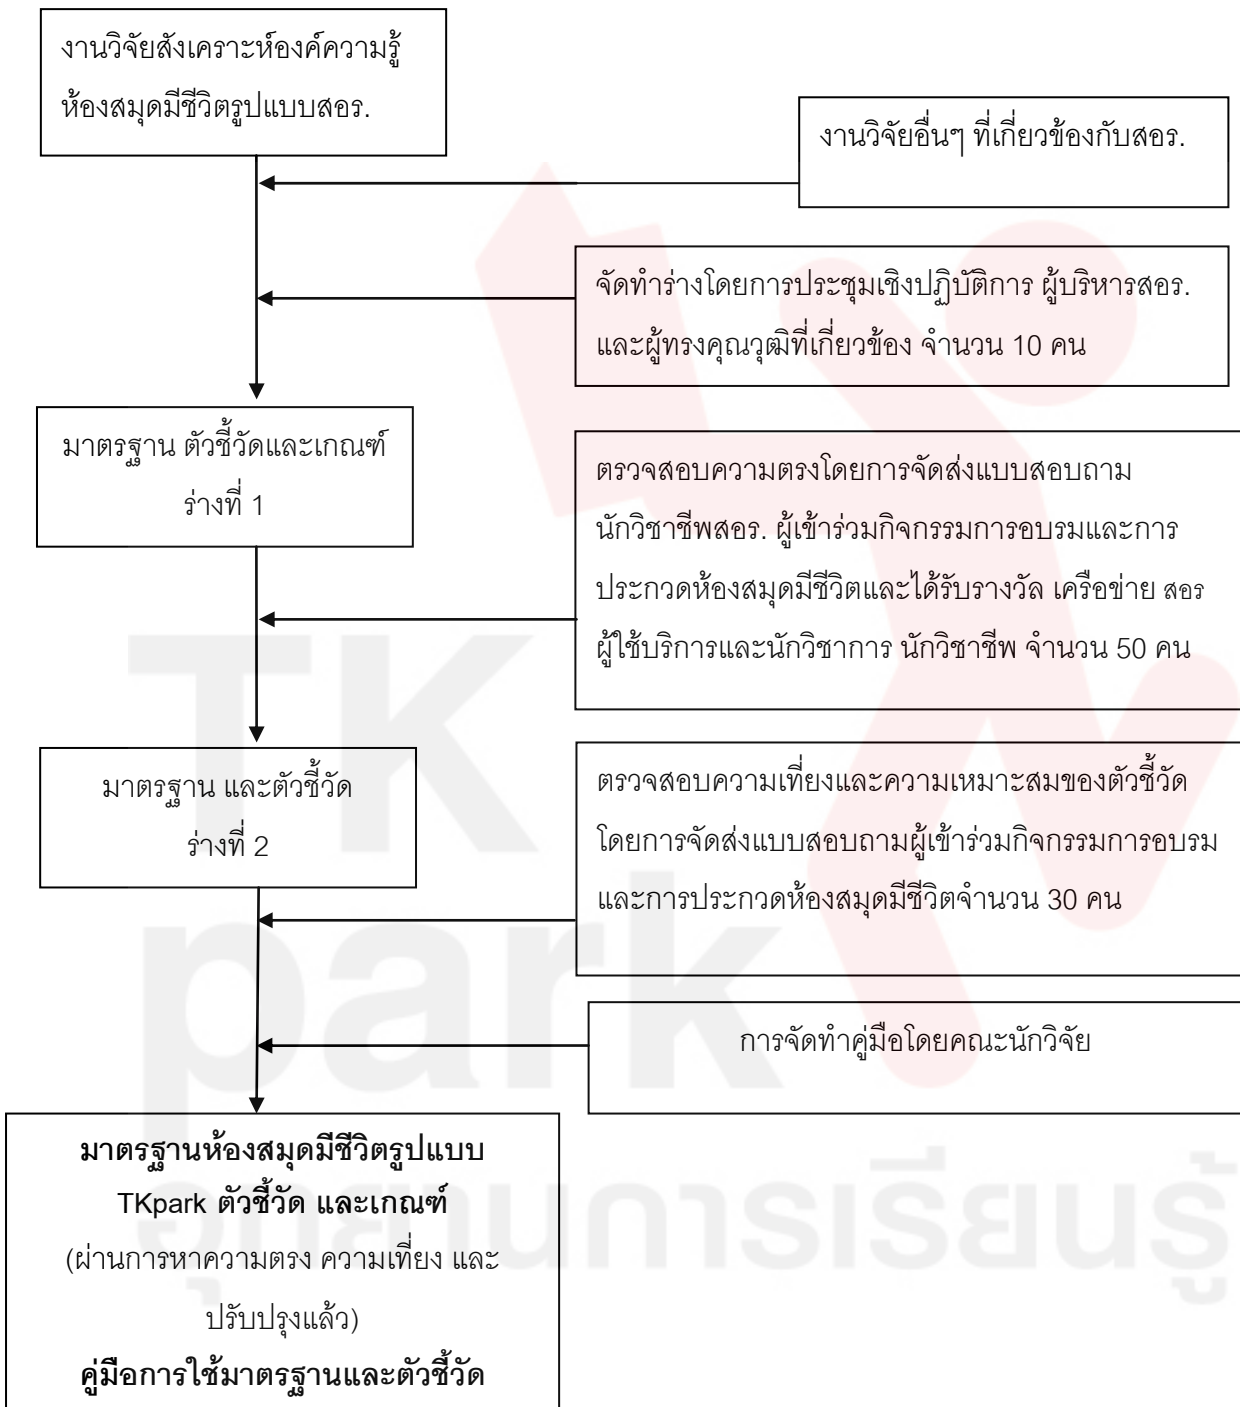 งานวิจัยสังเคราะห์องค์ความรู้
ห้องสมุดมีชีวิตรูปแบบสอร.
งานวิจัยอื่นๆ ที่เกี่ยวข้องกับสอร.
จัดทำร่างโดยการประชุมเชิงปฏิบัติการ ผู้บริหารสอร.
และผู้ทรงคุณวุฒิที่เกี่ยวข้อง จำนวน 10 คน
มาตรฐาน ตัวชี้วัดและเกณฑ์
ร่างที่ 1
ตรวจสอบความตรงโดยการจัดส่งแบบสอบถาม
นักวิชาชีพสอร. ผู้เข้าร่วมกิจกรรมการอบรมและการ
ประกวดห้องสมุดมีชีวิตและได้รับรางวัล เครือข่าย สอร
ผู้ใช้บริการและนักวิชาการ นักวิชาชีพ จำนวน 50 คน
มาตรฐาน และตัวชี้วัด
ร่างที่ 2
ตรวจสอบความเที่ยงและความเหมาะสมของตัวชี้วัด
โดยการจัดส่งแบบสอบถามผู้เข้าร่วมกิจกรรมการอบรม
และการประกวดห้องสมุดมีชีวิตจำนวน 30 คน
การจัดทำคู่มือโดยคณะนักวิจัย
มาตรฐานห้องสมุดมีชีวิตรูปแบบ
TKpark ตัวชี้วัด และเกณฑ์
(ผ่านการหาความตรง ความเที่ยง และ
ปรับปรุงแล้ว)
คู่มือการใช้มาตรฐานและตัวชี้วัด
TK
park
อุทยานการเรียนรู้